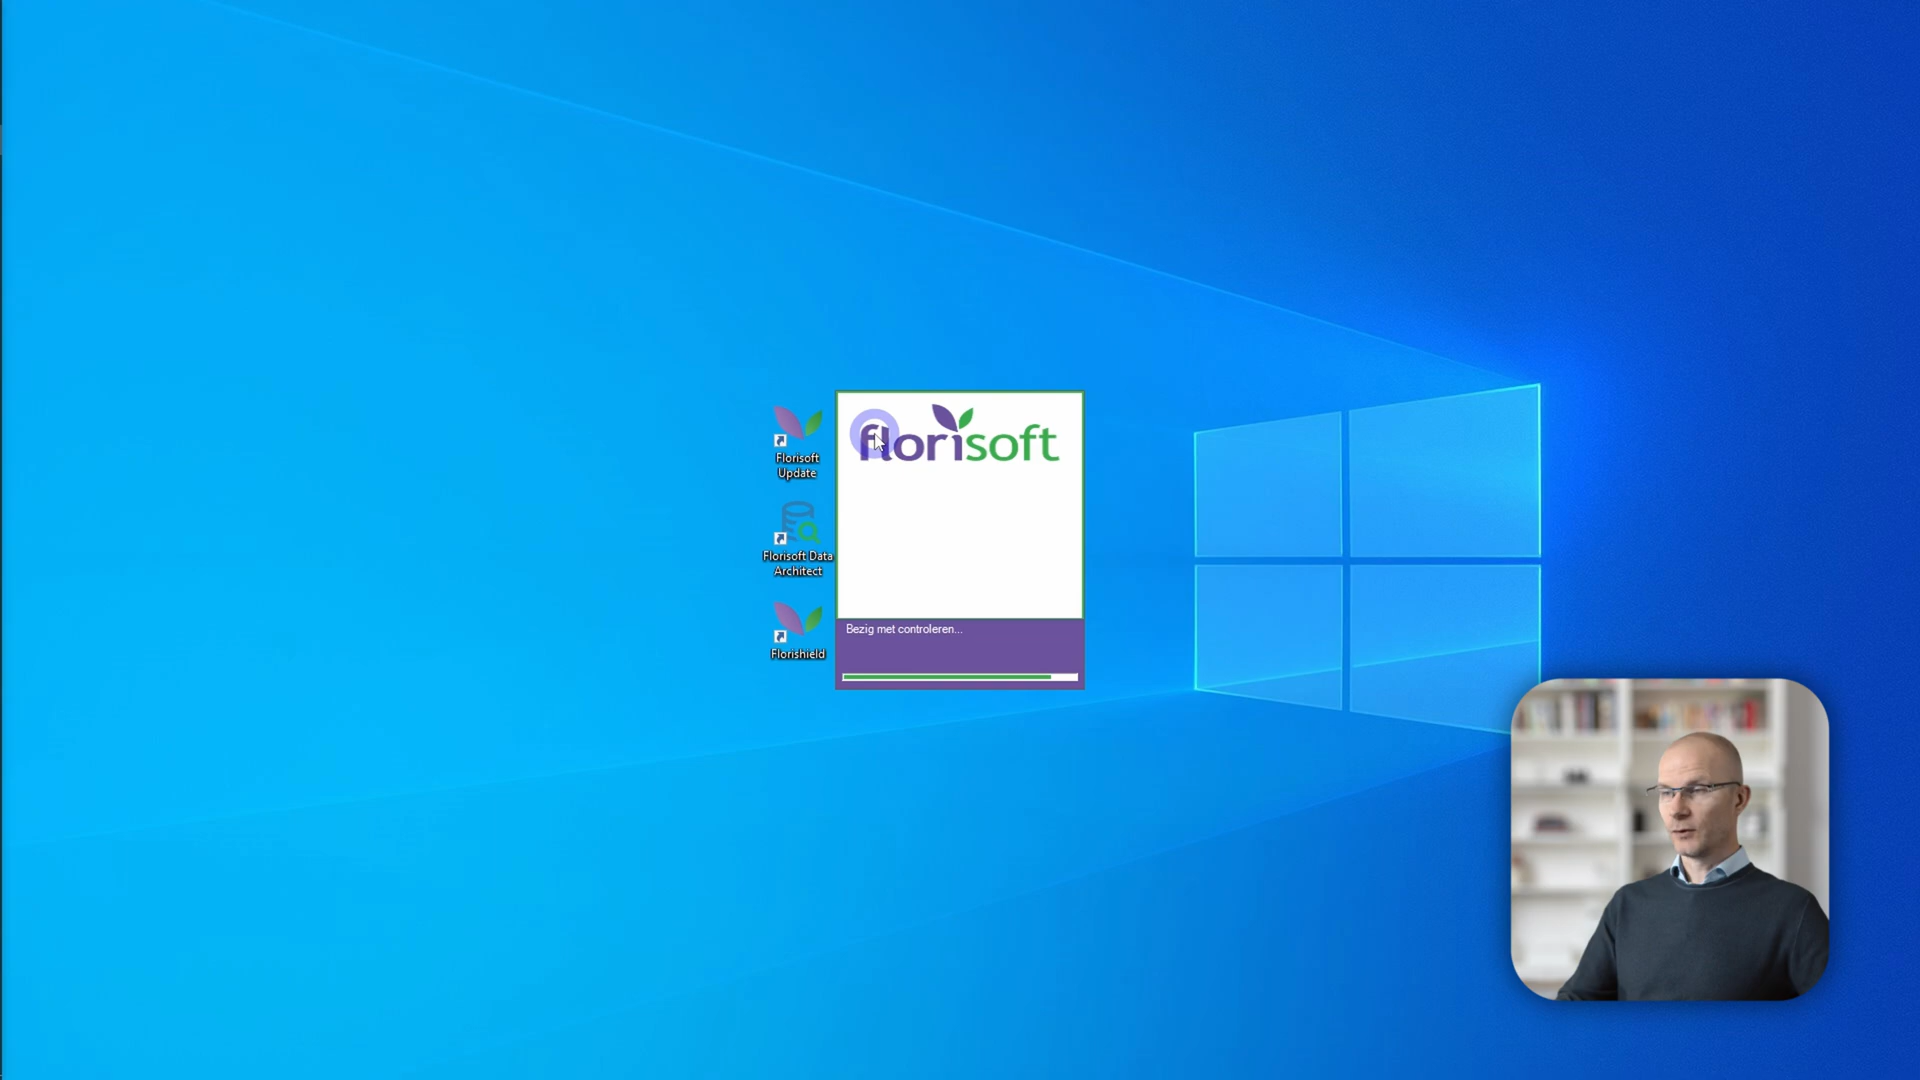 Florisoft
Update
Florisoft Data
Architect
Florishield
florisoft
Bezig met controleren...